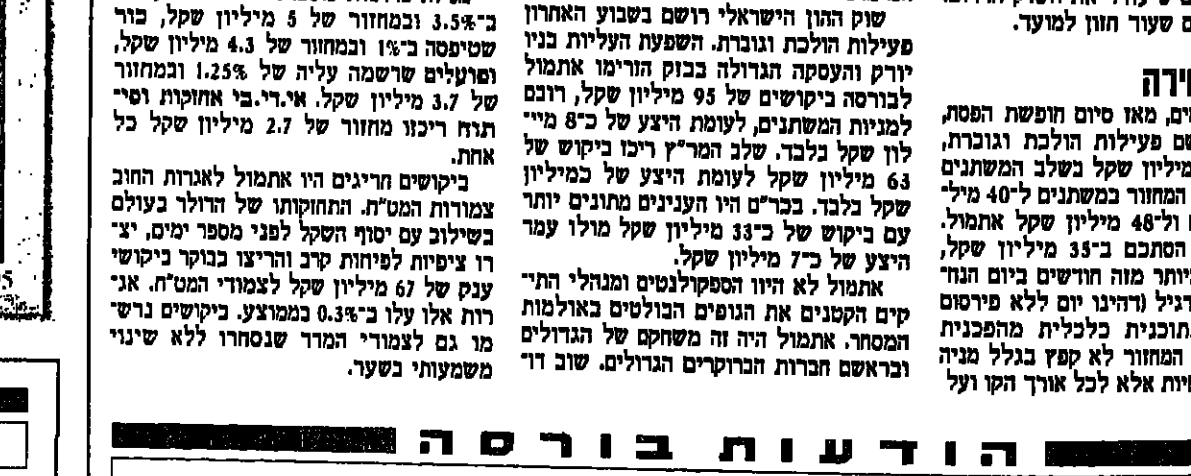 ם שעור חזון למועד.
ים, מאז סיום חופשת הפסח,
ם פעילות הולכת וגוברת,
מיליון שקל בשלב המשתנים
המחזור במשתנים ל־40 מיל־
ול־48 מיליון שקל אתמול.
הסתכם ב־35 מיליון שקל,
יותר מזה חודשים ביום הנח־
רגיל (דהינו יום ללא פירסום
תוכנית כלכלית מהפכנית
המחזור לא קפץ בגלל מניה
אלא לכל אורך הקו ועל
שוק ההון הישראלי רושם בשבוע האחרון
פעילות הולכת וגוברת. השפעת העליות בניו
יורק והעסקה הגדולה בבזק הזרימו אתמול
לבורסה ביקושים של 95 מיליון שקל, רובם
למניות המשתנים, לעומת היצע של כ־8 מי־
לון שקל בלבד. שלב המר"ץ ריכז ביקוש של
63 מיליון שקל לעומת היצע של כמיליון
שקל בלבד. בכר"ם היו הענינים מתונים יותר
עם ביקוש של כ־33 מיליון שקל מולו עמד
היצע של כ־7 מיליון שקל.
אתמול לא היוו הספקולנטים ומנהלי התי־
קים הקטנים את הגופים הבולטים באולמות
המסחר. אתמול היה זה משחקם של הגדולים
ובראשם חברות הברוקרים הגדולים. שוב דו־
ב־3.5% ובמחזור של 5 מיליון שקל, כור
שטיפסה ב־1% ובמחזור של 4.3 מיליון שקל,
ופועלים שרשמה עליה של 1.25% ובמחזור
של 3.7 מיליון שקל. אי.די.בי אחזקות ופי־
תוח ריכזו מחזור של 2.7 מיליון שקל כל
אחת.
ביקושים חריגים היו אתמול לאגרות החוב
צמודות המט"ח. התחזקותו של הדולר בעולם
בשילוב עם יסוף השקל לפני מספר ימים, יצ־
רו ציפיות לפיחות קרב והריצו בבוקר ביקושי
ענק של 67 מיליון שקל לצמודי המט"ח. אג־
רות אלו עלו ב־0.3% בממוצע. ביקושים נרש־
מו גם לצמודי המדד שנסחרו ללא שינוי
משמעותי בשער.
הודעות בורסה